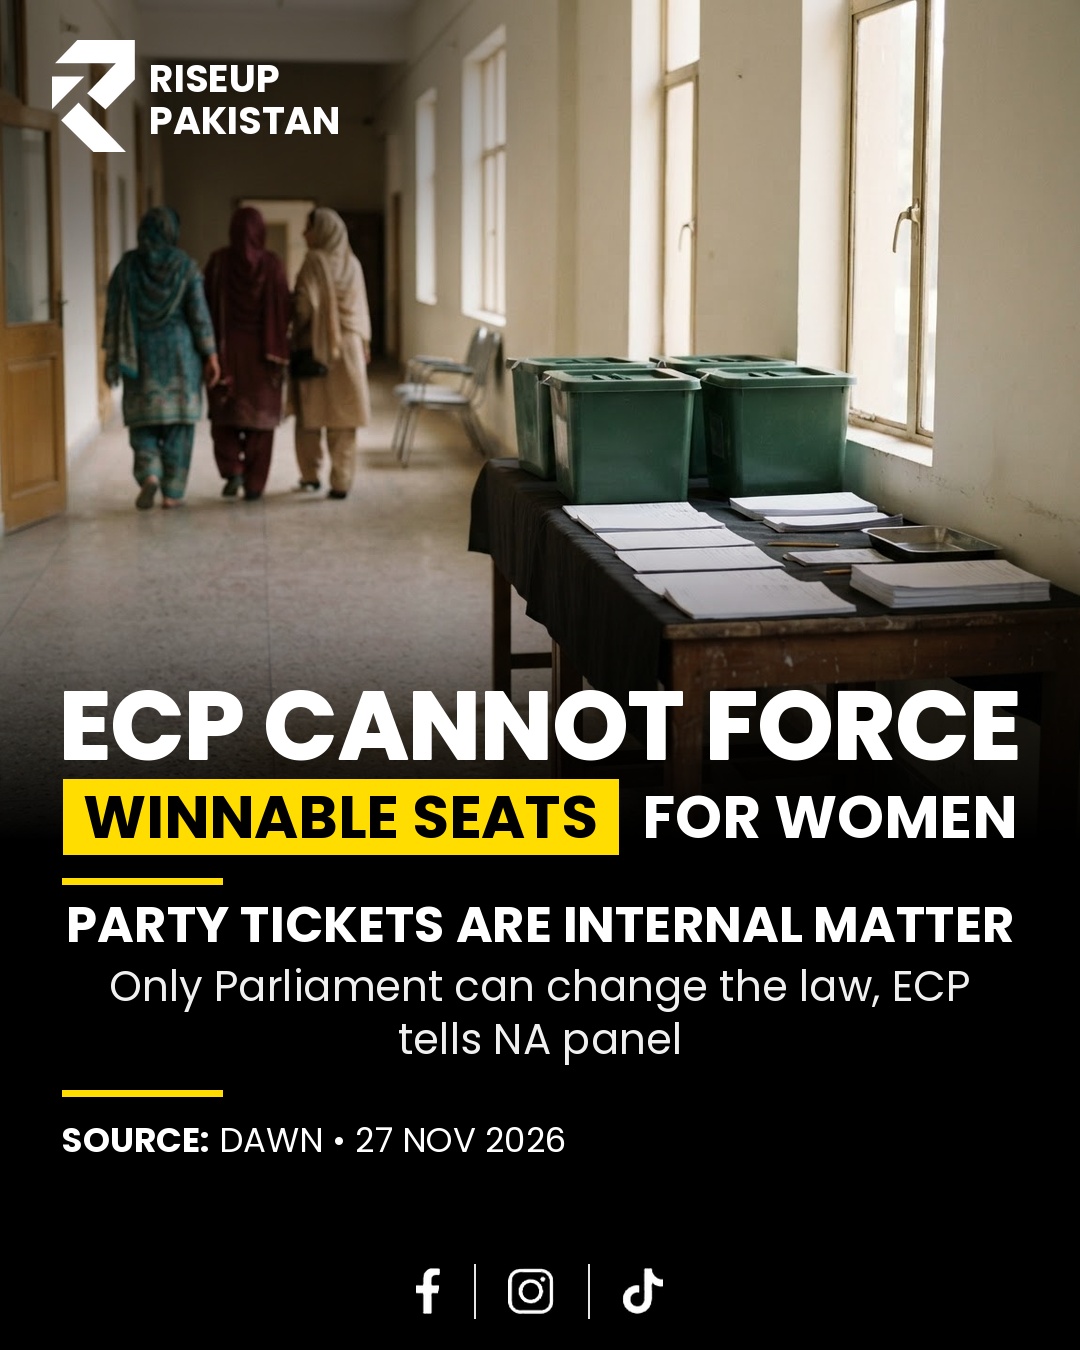 RISEUP
PAKISTAN
ECP CANNOT FORCE
WINNABLE SEATS FOR WOMEN
PARTY TICKETS ARE INTERNAL MATTER
Only Parliament can change the law, ECP
tells NA panel
SOURCE: DAWN • 27 NOV 2026